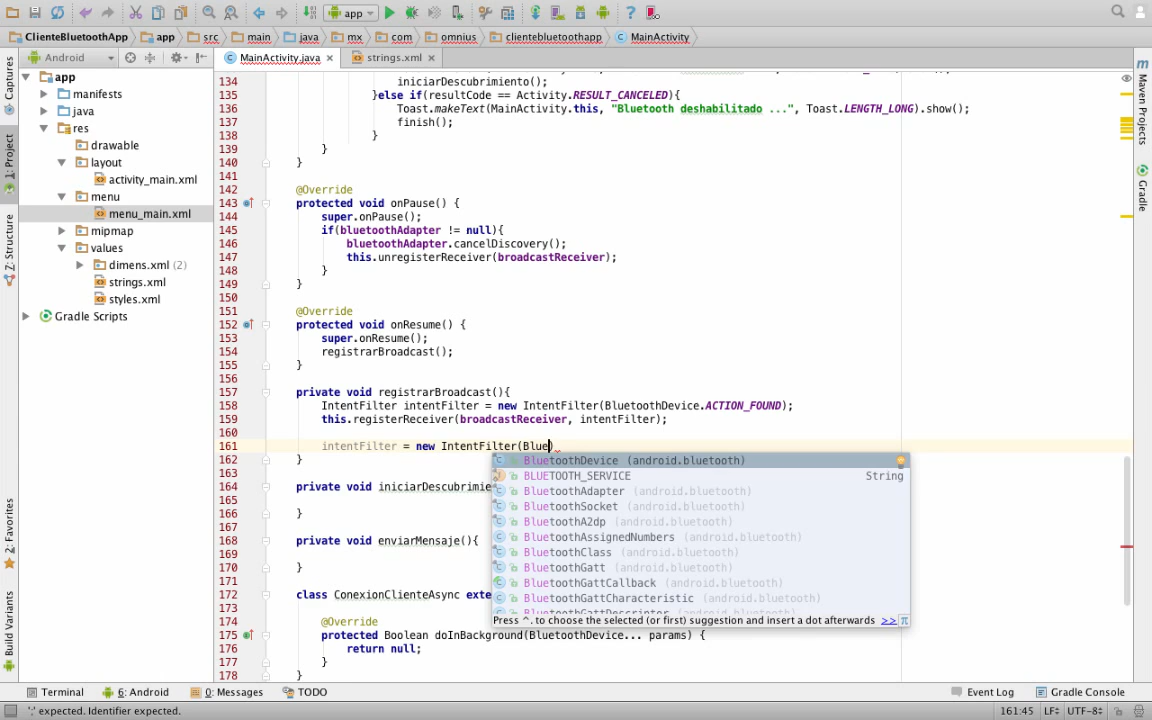 app
ClienteBluetoothApp app src main java mx com omnius clientebluetoothapp MainActivity
Android
MainActivity.java
strings.xml
Captures
1: Project
Z: Structure
2: Favorites
Build Variants
app
manifests
java
res
drawable
layout
activity_main.xml
menu
menu_main.xml
mipmap
values
dimens.xml (2)
strings.xml
styles.xml
Gradle Scripts
134 iniciarDescubrimiento();
135 }else if(resultCode == Activity.RESULT_CANCELED){
136 Toast.makeText(MainActivity.this, "Bluetooth deshabilitado ...", Toast.LENGTH_LONG).show();
137 finish();
138 }
139 }
140 }
141
142 @Override
143 protected void onPause() {
144 super.onPause();
145 if(bluetoothAdapter != null){
146 bluetoothAdapter.cancelDiscovery();
147 this.unregisterReceiver(broadcastReceiver);
148 }
149 }
150
151 @Override
152 protected void onResume() {
153 super.onResume();
154 registrarBroadcast();
155 }
156
157 private void registrarBroadcast(){
158 IntentFilter intentFilter = new IntentFilter(BluetoothDevice.ACTION_FOUND);
159 this.registerReceiver(broadcastReceiver, intentFilter);
160
161 intentFilter = new IntentFilter(Blue)
162 }
163
164 private void iniciarDescubrimie
165
166 }
167
168 private void enviarMensaje(){
169
170 }
171
172 class ConexionClienteAsync exte
173
174 @Override
175 protected Boolean doInBackground(BluetoothDevice... params) {
176 return null;
177 }
178 }
BluetoothDevice (android.bluetooth)
BLUETOOTH_SERVICE String
BluetoothAdapter (android.bluetooth)
BluetoothSocket (android.bluetooth)
BluetoothA2dp (android.bluetooth)
BluetoothAssignedNumbers (android.bluetooth)
BluetoothClass (android.bluetooth)
BluetoothGatt (android.bluetooth)
BluetoothGattCallback (android.bluetooth)
BluetoothGattCharacteristic (android.bluetooth)
BluetoothGattDescriptor (android.bluetooth)
Press ^. to choose the selected (or first) suggestion and insert a dot afterwards >> π
Maven Projects
Gradle
Terminal
6: Android
0: Messages
TODO
Event Log
Gradle Console
';' expected. Identifier expected.
161:45 LF÷ UTF-8÷